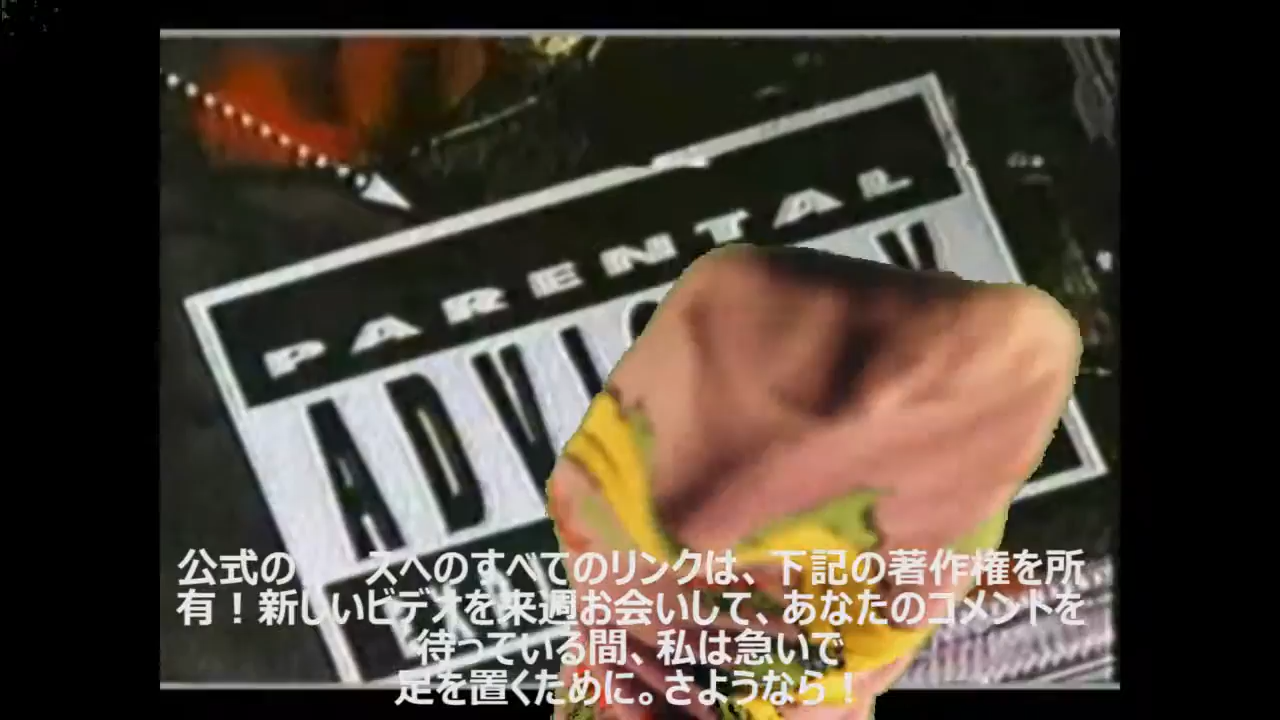 PARENTAL
ADVI
公式の スへのすべてのリンクは、下記の著作権を所
有！新しいビデオを来週お会いして、あなたのコメントを
待っている間、私は急いで
足を置くために。さようなら！